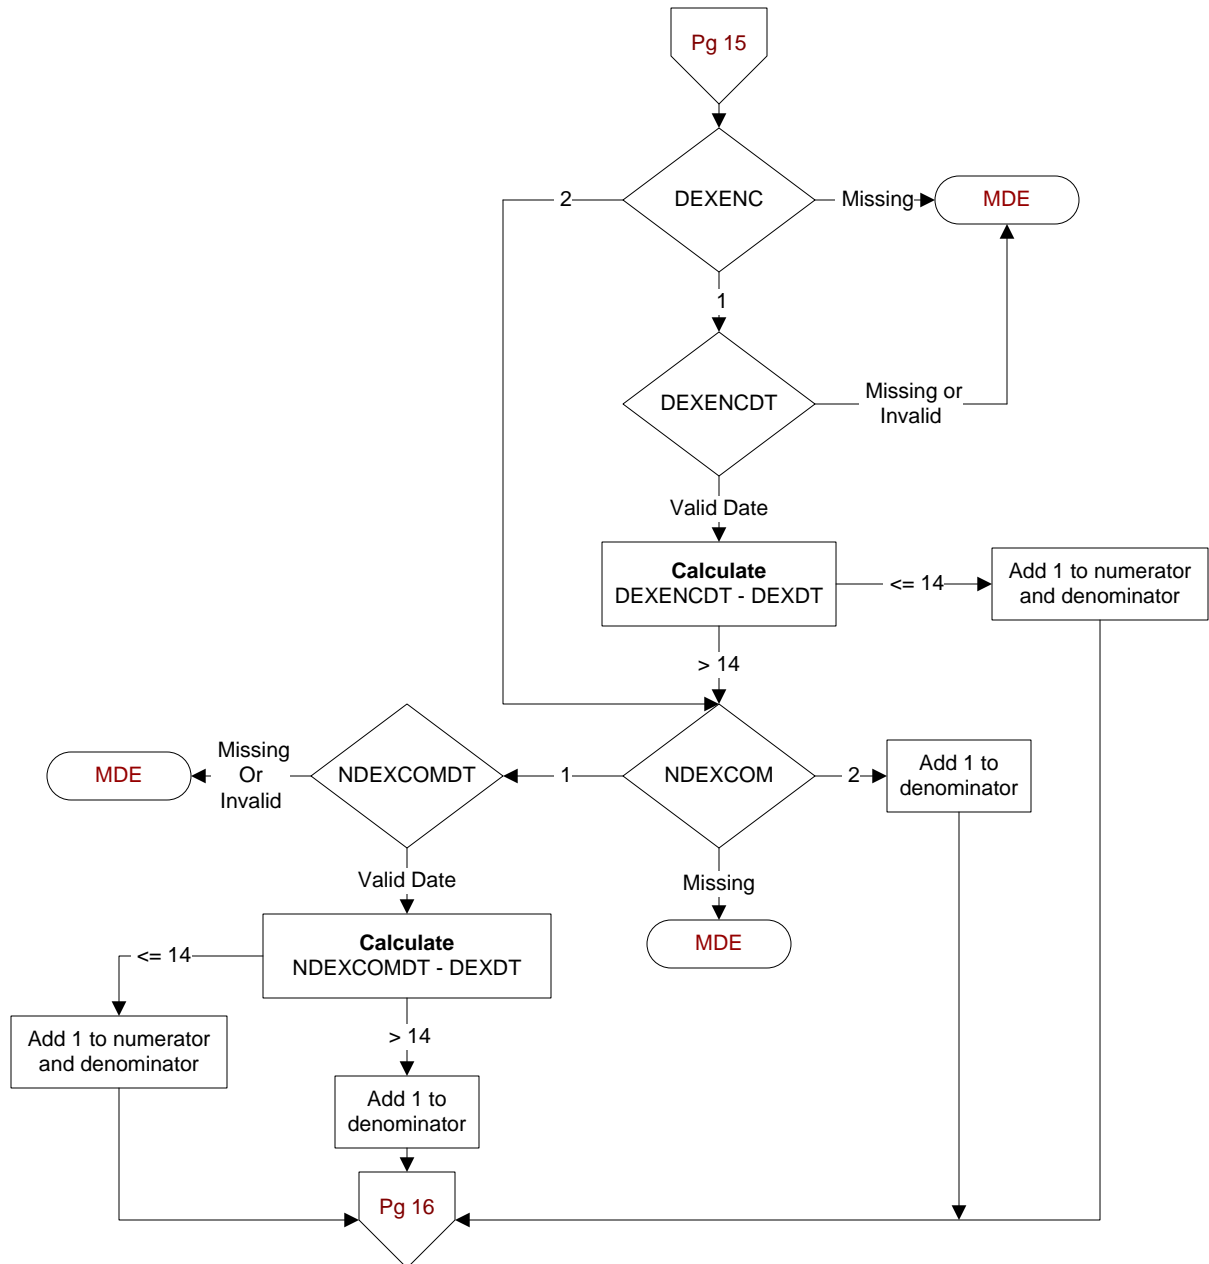 Pg 15
DEXENC
2
Missing
MDE
1
DEXENCDT
Missing or
Invalid
Valid Date
Calculate
DEXENCDT - DEXDT
<= 14
Add 1 to numerator
and denominator
> 14
NDEXCOM
1
NDEXCOMDT
Missing
Or
Invalid
MDE
2
Add 1 to
denominator
Missing
MDE
Valid Date
Calculate
NDEXCOMDT - DEXDT
<= 14
Add 1 to numerator
and denominator
> 14
Add 1 to
denominator
Pg 16